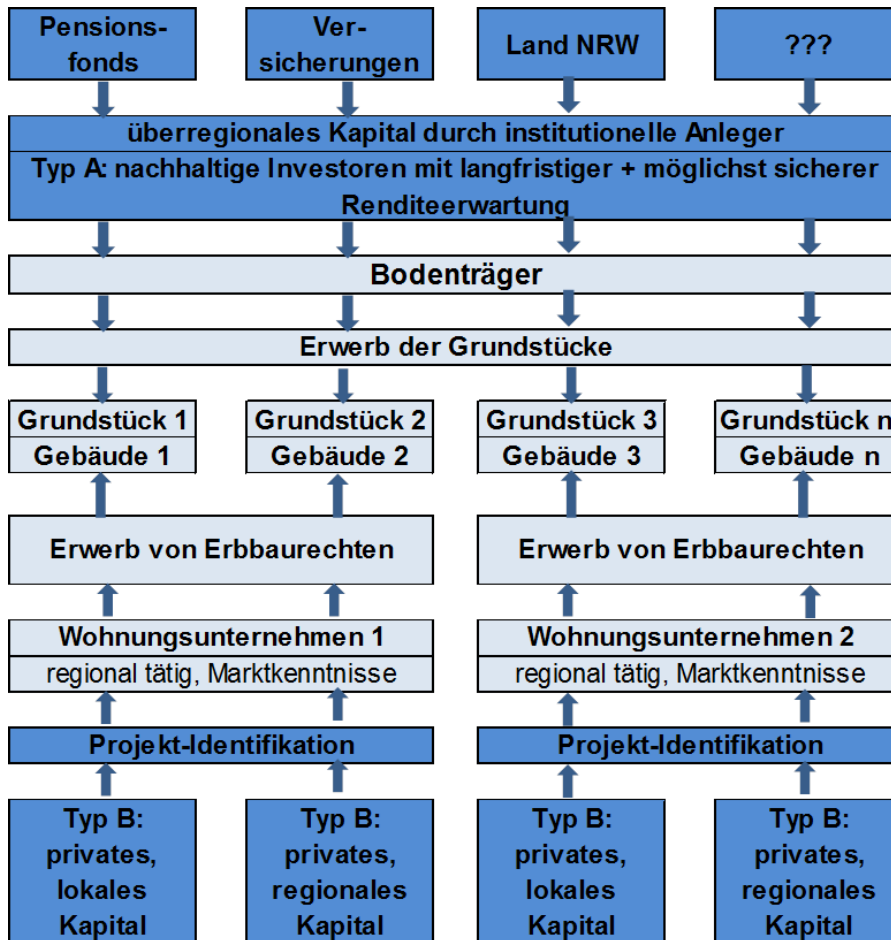 Pensions-
fonds
Ver-
sicherungen
Land NRW
???
überregionales Kapital durch institutionelle Anleger
Typ A: nachhaltige Investoren mit langfristiger + möglichst sicherer
Renditeerwartung
Bodenträger
Erwerb der Grundstücke
Grundstück 1
Gebäude 1
Grundstück 2
Gebäude 2
Grundstück 3
Gebäude 3
Grundstück n
Gebäude n
Erwerb von Erbbaurechten
Erwerb von Erbbaurechten
Wohnungsunternehmen 1
regional tätig, Marktkenntnisse
Wohnungsunternehmen 2
regional tätig, Marktkenntnisse
Projekt-Identifikation
Projekt-Identifikation
Typ B:
privates,
lokales
Kapital
Typ B:
privates,
regionales
Kapital
Typ B:
privates,
lokales
Kapital
Typ B:
privates,
regionales
Kapital